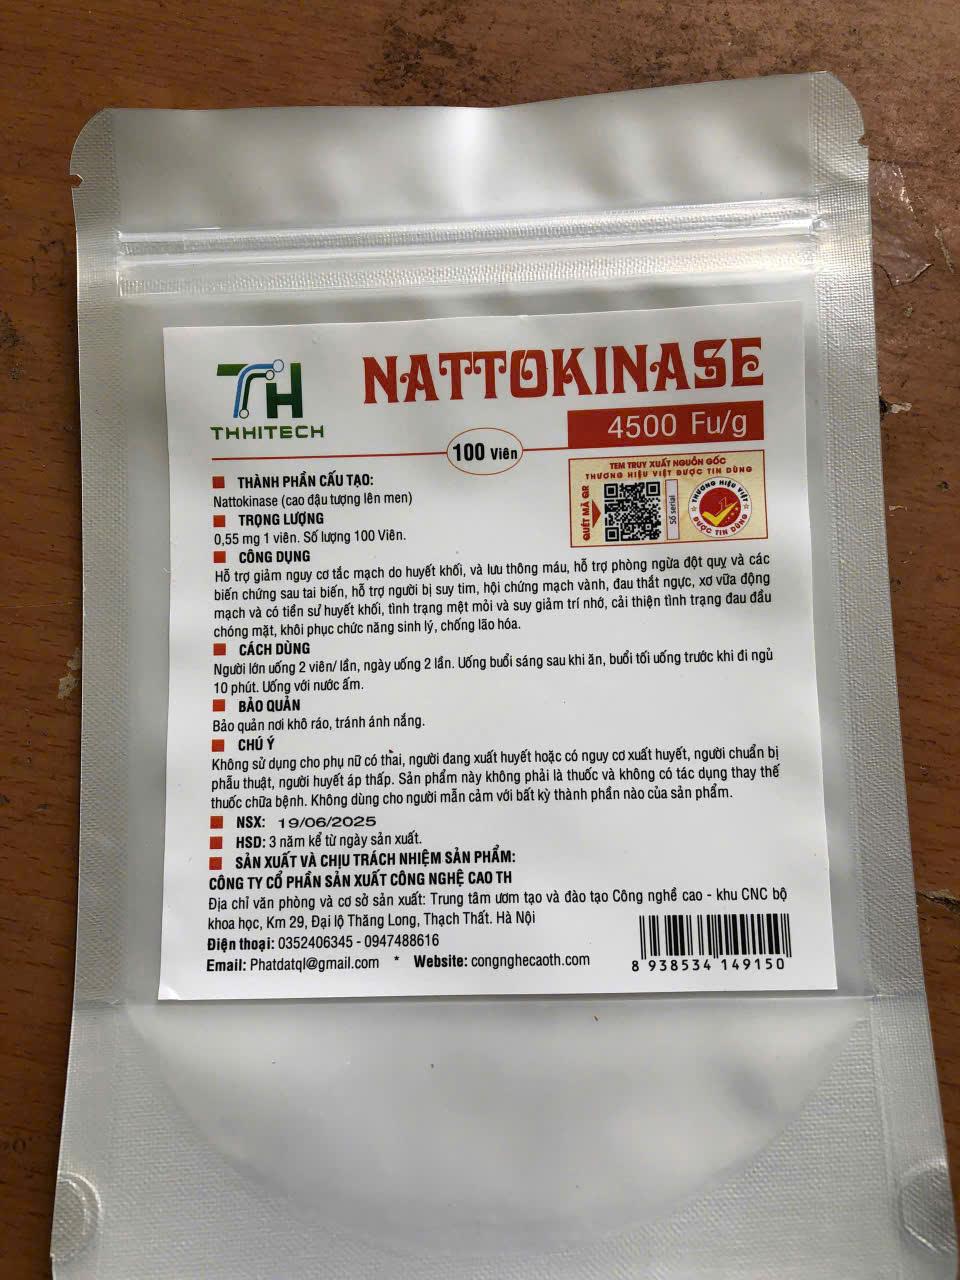 TH
THHITECH
NATTOKINASE
4500 Fu/g
100 Viên
TEM TRUY XUẤT NGUỒN GỐC
THƯƠNG HIỆU VIỆT ĐƯỢC TIN DÙNG
QUÉT MÃ QR
Số serial
THƯƠNG HIỆU VIỆT
ĐƯỢC TIN DÙNG
THÀNH PHẦN CẤU TẠO:
Nattokinase (cao đậu tượng lên men)
TRỌNG LƯỢNG
0,55 mg 1 viên. Số lượng 100 Viên.
CÔNG DỤNG
Hỗ trợ giảm nguy cơ tắc mạch do huyết khối, và lưu thông máu, hỗ trợ phòng ngừa đột quỵ và các
biến chứng sau tai biến, hỗ trợ người bị suy tim, hội chứng mạch vành, đau thắt ngực, xơ vữa động
mạch và có tiền sử huyết khối, tình trạng mệt mỏi và suy giảm trí nhớ, cải thiện tình trạng đau đầu
chóng mặt, khôi phục chức năng sinh lý, chống lão hóa.
CÁCH DÙNG
Người lớn uống 2 viên/ lần, ngày uống 2 lần. Uống buổi sáng sau khi ăn, buổi tối uống trước khi đi ngủ
10 phút. Uống với nước ấm.
BẢO QUẢN
Bảo quản nơi khô ráo, tránh ánh nắng.
CHÚ Ý
Không sử dụng cho phụ nữ có thai, người đang xuất huyết hoặc có nguy cơ xuất huyết, người chuẩn bị
phẫu thuật, người huyết áp thấp. Sản phẩm này không phải là thuốc và không có tác dụng thay thế
thuốc chữa bệnh. Không dùng cho người mẫn cảm với bất kỳ thành phần nào của sản phẩm.
NSX: 19/06/2025
HSD: 3 năm kể từ ngày sản xuất.
SẢN XUẤT VÀ CHỊU TRÁCH NHIỆM SẢN PHẨM:
CÔNG TY CỔ PHẦN SẢN XUẤT CÔNG NGHỆ CAO TH
Địa chỉ văn phòng và cơ sở sản xuất: Trung tâm ươm tạo và đào tạo Công nghề cao - khu CNC bộ
khoa học, Km 29, Đại lộ Thăng Long, Thạch Thất. Hà Nội
Điện thoại: 0352406345 - 0947488616
Email: Phatdatql@gmail.com * Website: congnghecaoth.com
8 938534 149150